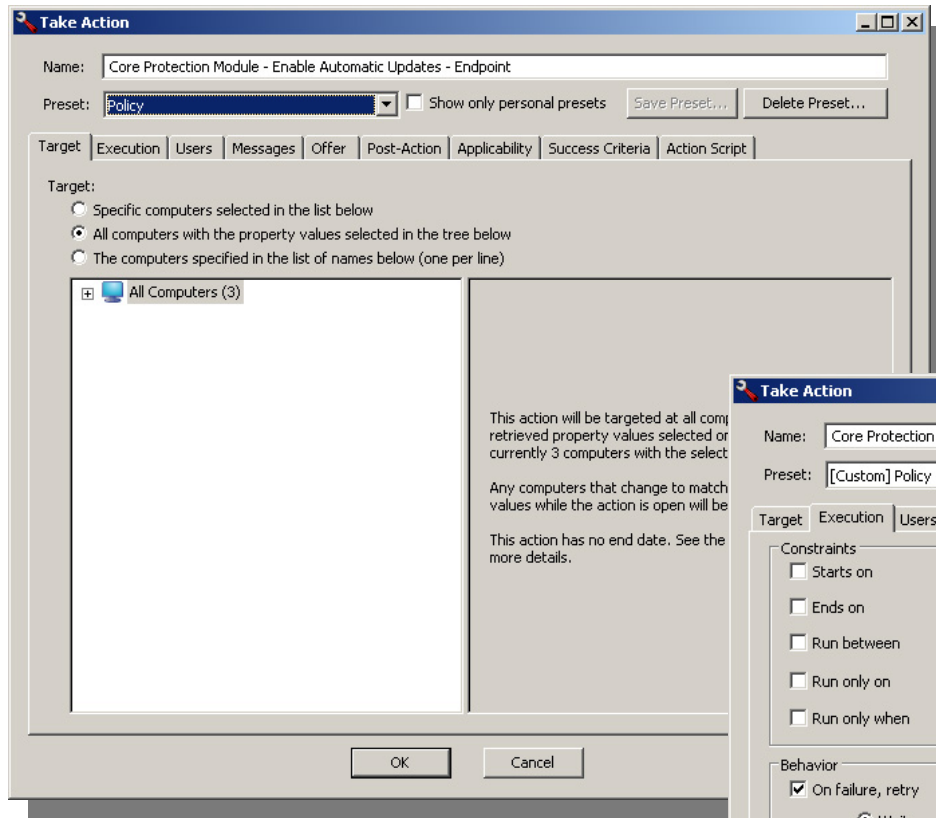 Take Action
Name: Core Protection Module - Enable Automatic Updates - Endpoint
Preset: Policy Show only personal presets Save Preset... Delete Preset...
Target Execution Users Messages Offer Post-Action Applicability Success Criteria Action Script
Target:
Specific computers selected in the list below
All computers with the property values selected in the tree below
The computers specified in the list of names below (one per line)
All Computers (3)
This action will be targeted at all
retrieved property values selected
currently 3 computers with the
Any computers that change to match
values while the action is open will be
This action has no end date. See the
more details.
OK Cancel
Take Action
Name: Core Protection
Preset: [Custom] Policy
Target Execution Users
Constraints
Starts on
Ends on
Run between
Run only on
Run only when
Behavior
On failure, retry